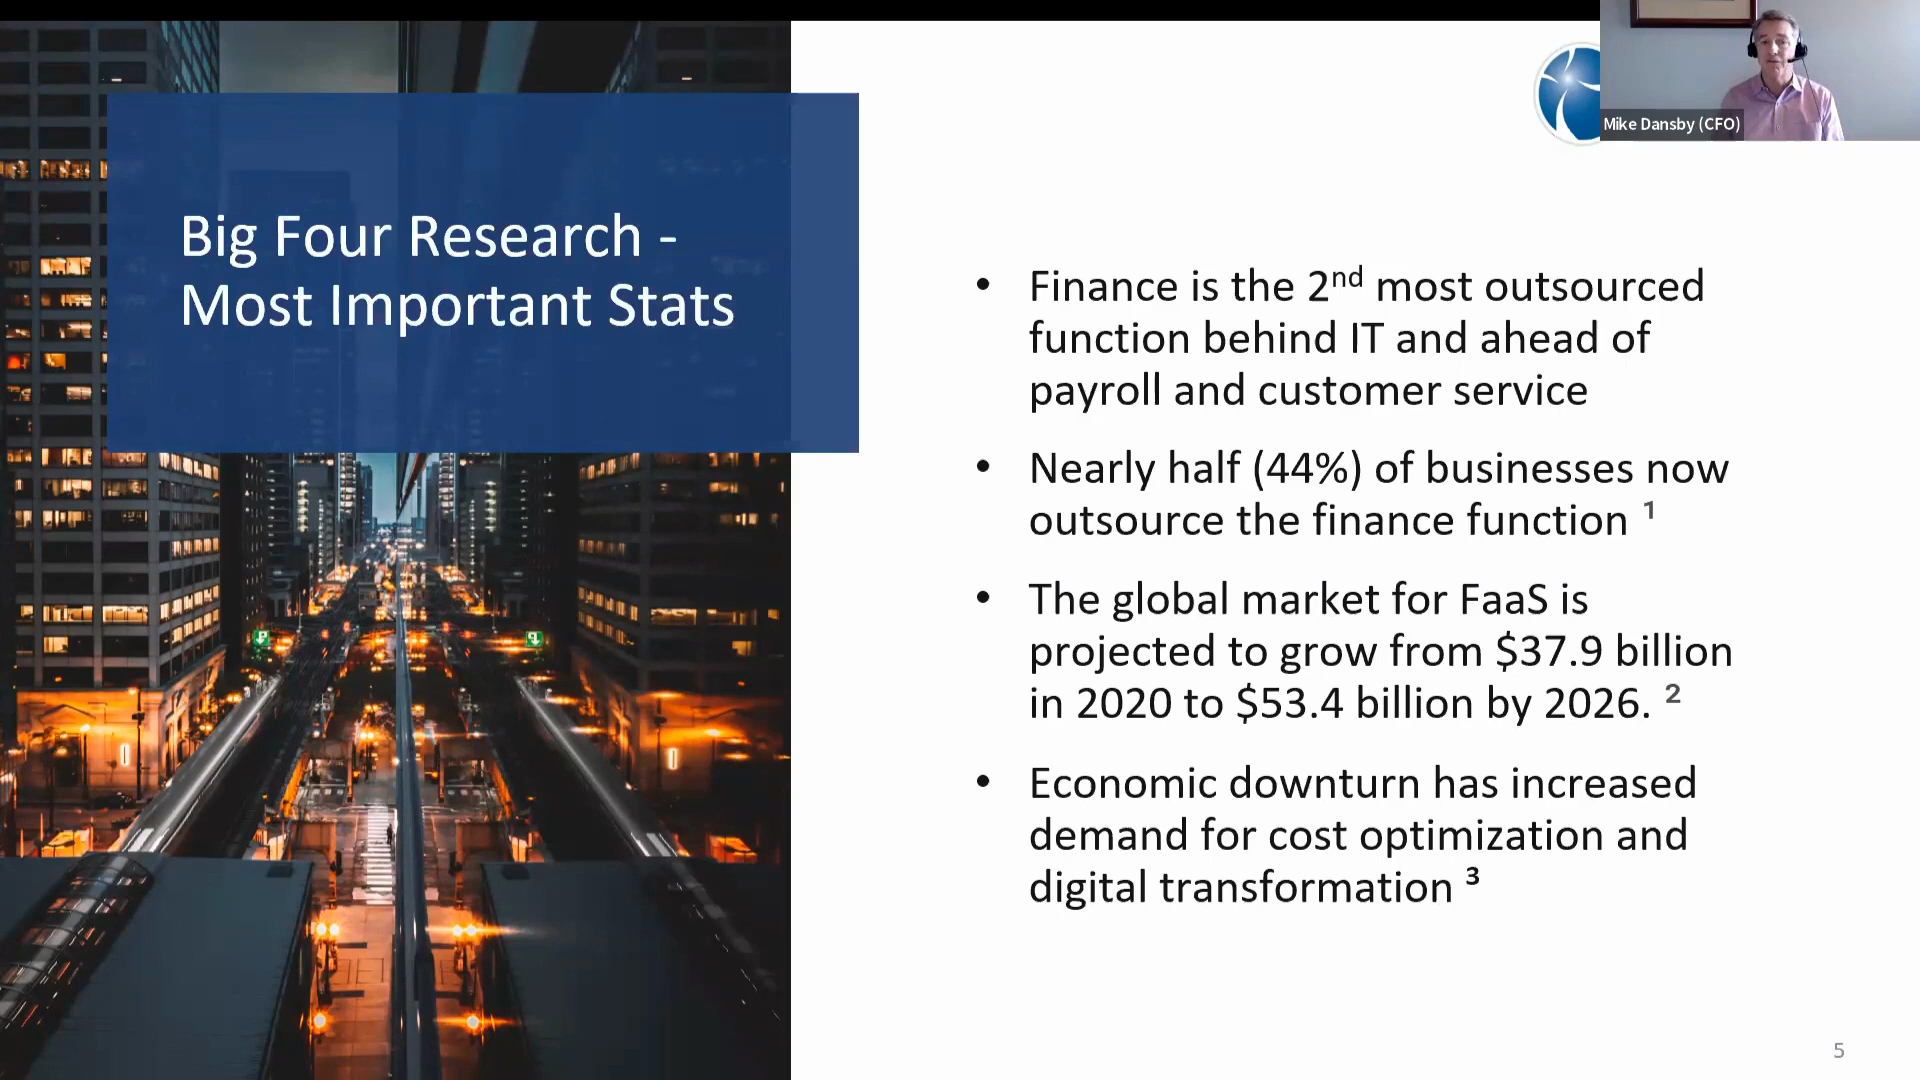 Big Four Research -
Most Important Stats
Mike Dansby (CFO)
• Finance is the 2nd most outsourced
function behind IT and ahead of
payroll and customer service
• Nearly half (44%) of businesses now
outsource the finance function 1
• The global market for FaaS is
projected to grow from $37.9 billion
in 2020 to $53.4 billion by 2026. 2
• Economic downturn has increased
demand for cost optimization and
digital transformation 3
5